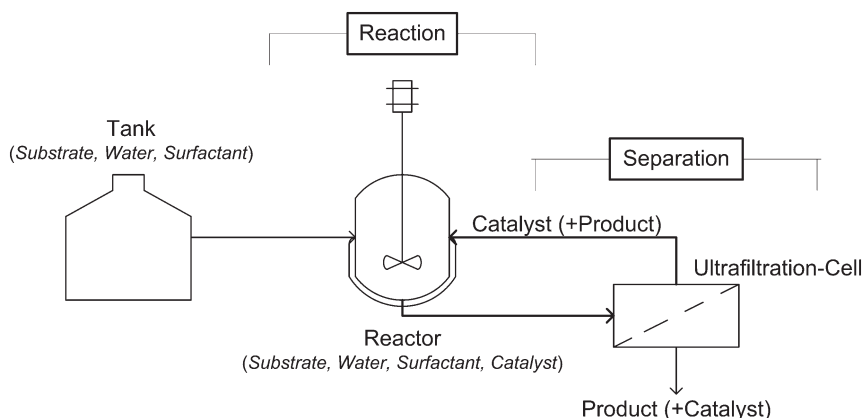 Reaction
Tank
(Substrate, Water, Surfactant)
Separation
Catalyst (+Product)
Ultrafiltration-Cell
Reactor
(Substrate, Water, Surfactant, Catalyst)
Product (+Catalyst)